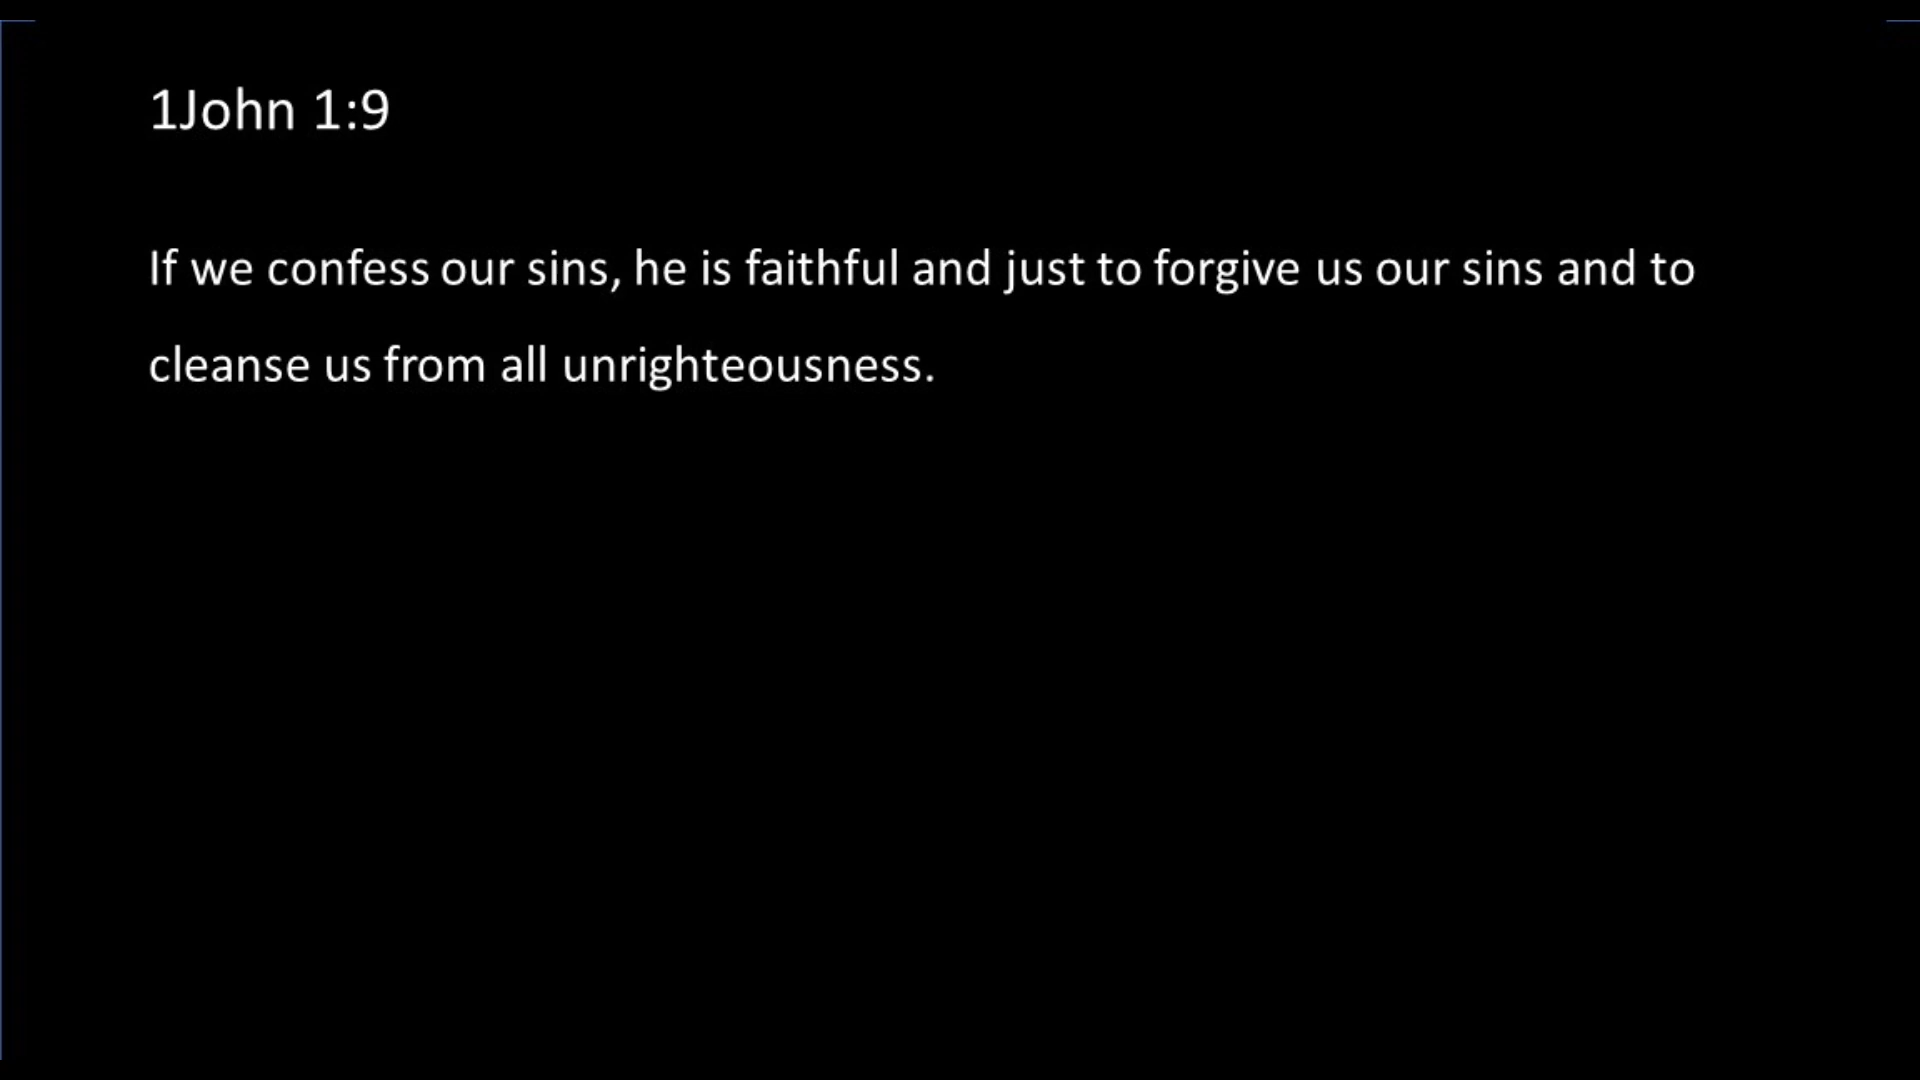 1John 1:9
If we confess our sins, he is faithful and just to forgive us our sins and to
cleanse us from all unrighteousness.